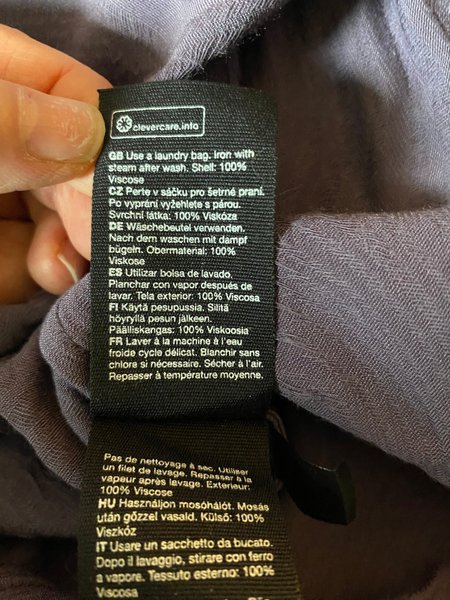 clevercare.info
GB Use a laundry bag. Iron with
steam after wash. Shell: 100%
Viscose
CZ Perte v sáčku pro šetrné praní.
Po vyprání vyžehlete s párou.
Svrchní látka: 100% Viskóza
DE Wäschebeutel verwenden.
Nach dem waschen mit dampf
bügeln. Obermaterial: 100%
Viskose
ES Utilizar bolsa de lavado.
Planchar con vapor después de
lavar. Tela exterior: 100% Viscosa
FI Käytä pesupussia. Silitä
höyryllä pesun jälkeen.
Päälliskangas: 100% Viskoosia
FR Laver à la machine à l'eau
froide cycle délicat. Blanchir sans
chlore si nécessaire. Sécher à l'air.
Repasser à température moyenne.
Pas de nettoyage à sec. Utiliser
un filet de lavage. Repasser à la
vapeur après lavage. Extérieur:
100% Viscose
HU Használjon mosóhálót. Mosás
után gőzzel vasald. Külső: 100%
Viszkóz
IT Usare un sacchetto da bucato.
Dopo il lavaggio, stirare con ferro
a vapore. Tessuto esterno: 100%
Viscosa